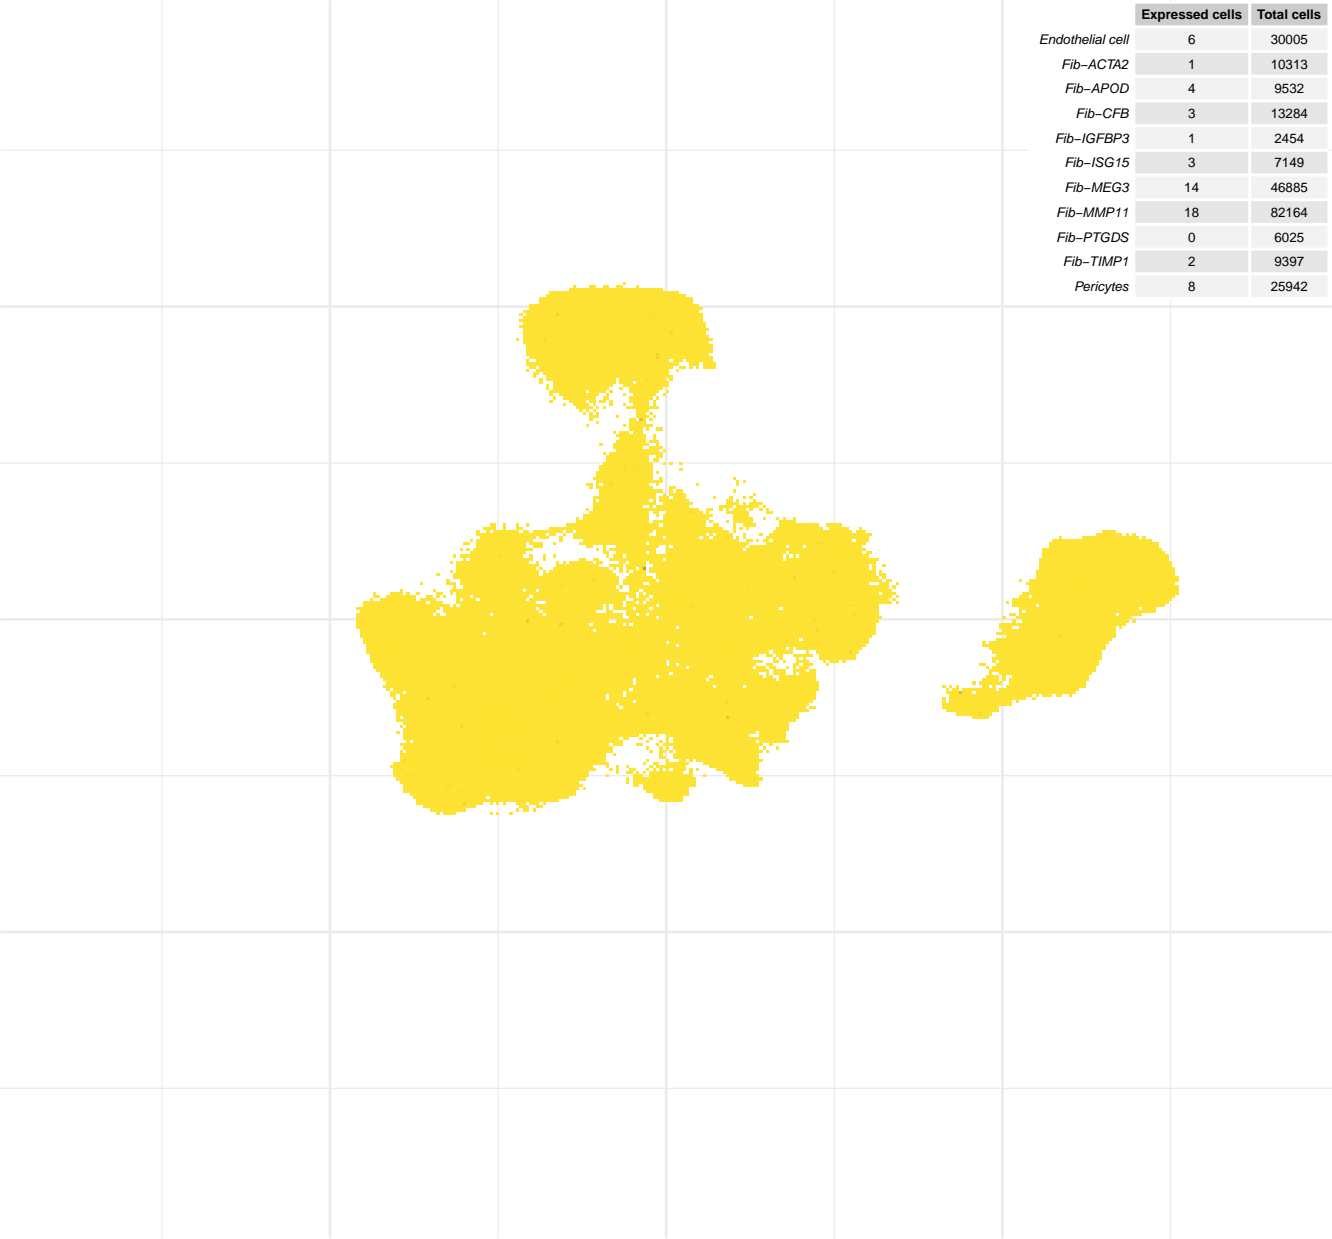 Expressed cells Total cells
Endothelial cell 6 30005
Fib−ACTA2 1 10313
Fib−APOD 4 9532
Fib−CFB 3 13284
Fib−IGFBP3 1 2454
Fib−ISG15 3 7149
Fib−MEG3 14 46885
Fib−MMP11 18 82164
Fib−PTGDS 0 6025
Fib−TIMP1 2 9397
Pericytes 8 25942